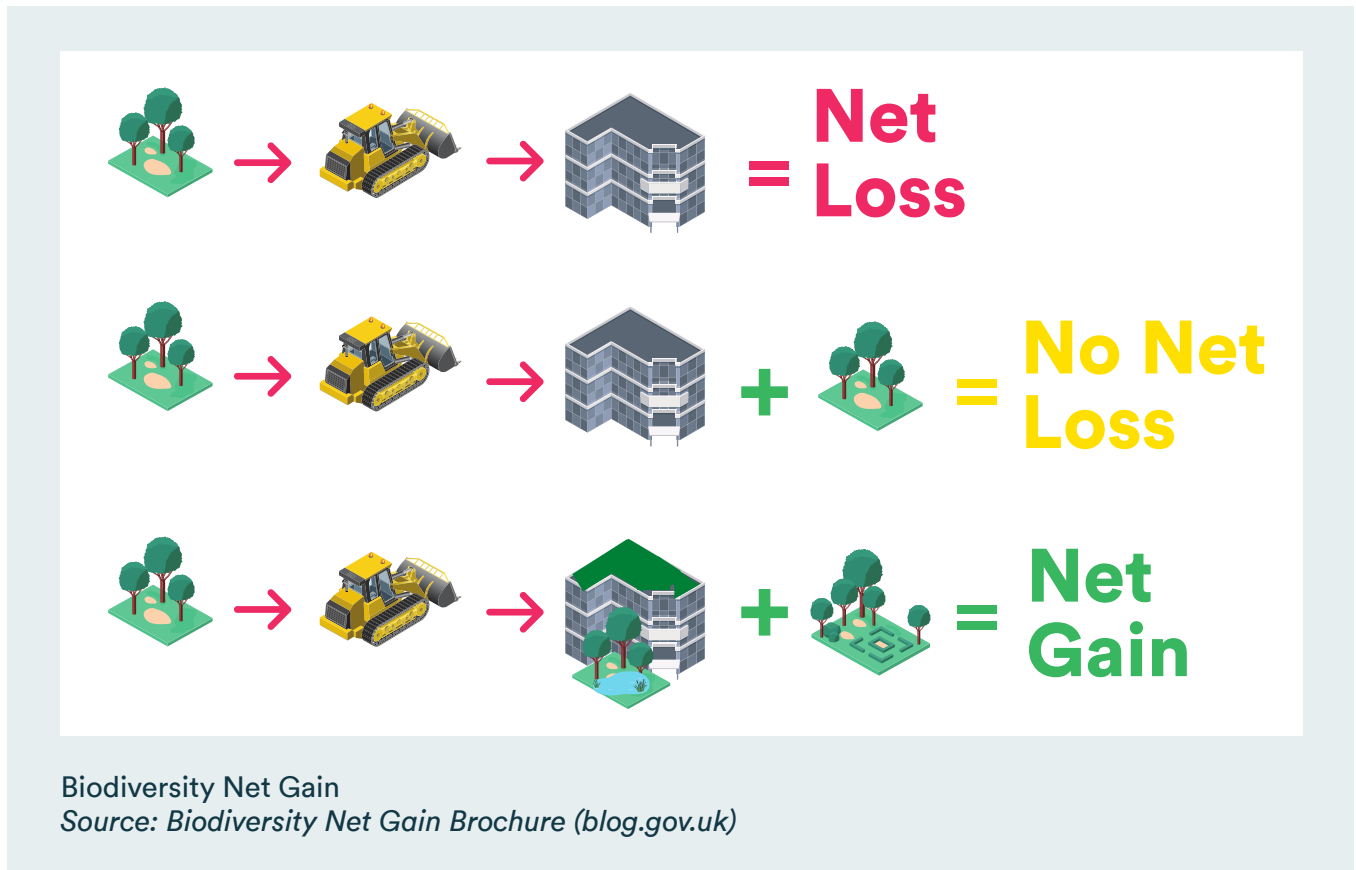 Net
Loss
=
No Net
Loss
+
=
Net
Gain
+
=
Biodiversity Net Gain
Source: Biodiversity Net Gain Brochure (blog.gov.uk)